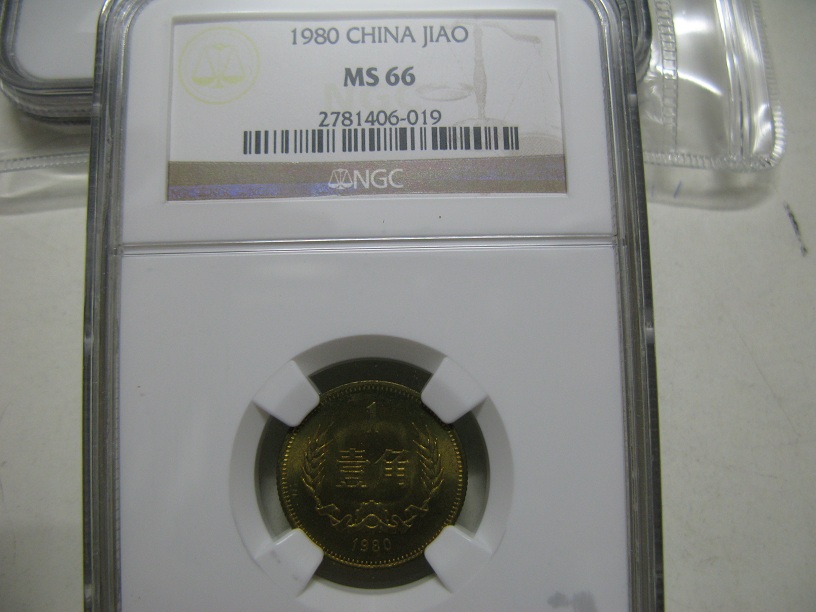 1980 CHINA JIAO
MS 66
2781406-019
NGC
1
壹角
1980